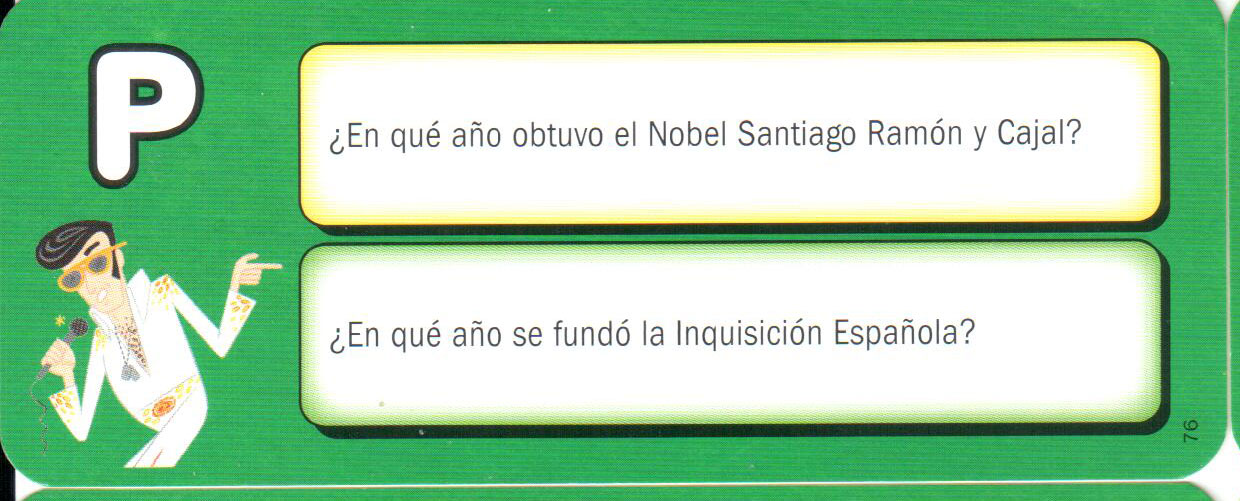 P
¿En qué año obtuvo el Nobel Santiago Ramón y Cajal?
¿En qué año se fundó la Inquisición Española?
76